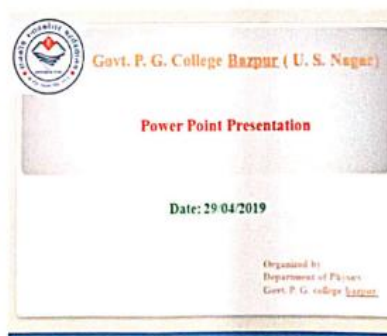 Govt. P. G. College Bazpur ( U. S. Nagar)
Power Point Presentation
Date: 29/04/2019
Organized by
Department of Physics
Govt. P. G. college bazpur